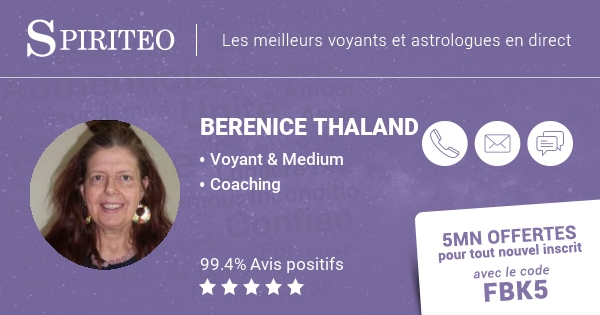 SPIRITEO
Les meilleurs voyants et astrologues en direct
BERENICE THALAND
• Voyant & Medium
• Coaching
99.4% Avis positifs
5MN OFFERTES
pour tout nouvel inscrit
avec le code
FBK5